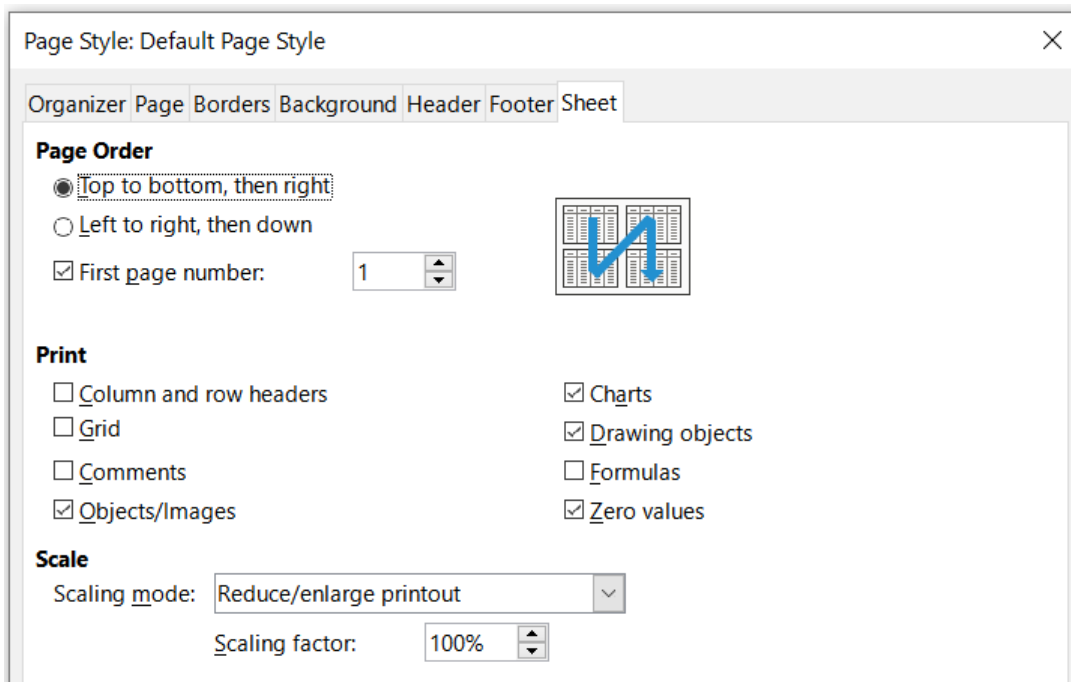 Page Style: Default Page Style
Organizer Page Borders Background Header Footer Sheet
Page Order
Top to bottom, then right
Left to right, then down
First page number: 1
Print
Column and row headers
Charts
Grid
Drawing objects
Comments
Formulas
Objects/Images
Zero values
Scale
Scaling mode: Reduce/enlarge printout
Scaling factor: 100%